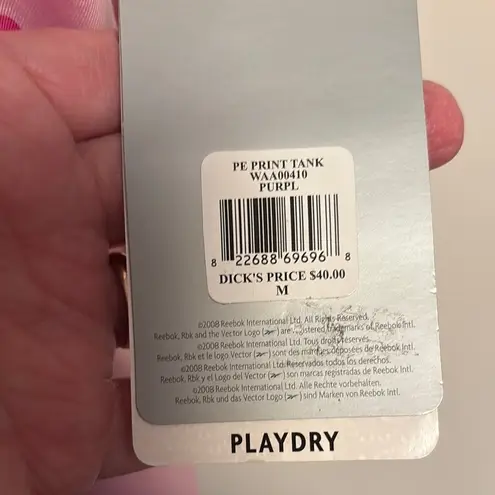 PE PRINT TANK
WAA00410
PURPL
8 22688 69696 8
DICK'S PRICE $40.00
M
©2008 Reebok International Ltd. All Rights Reserved.
Reebok, Rbk and the Vector Logo ( ) are registered trademarks of Reebok Intl.
©2008 Reebok International Ltd. Tous droits réservés.
Reebok, Rbk et le logo Vector ( ) sont des marques déposées de Reebok Intl.
©2008 Reebok International Ltd. Reservados todos los derechos.
Reebok, Rbk y el Logo del Vector ( ) son marcas registradas de Reebok Intl.
©2008 Reebok International Ltd. Alle Rechte vorbehalten.
Reebok, Rbk und das Vector Logo ( ) sind Marken von Reebok Intl.
PLAYDRY